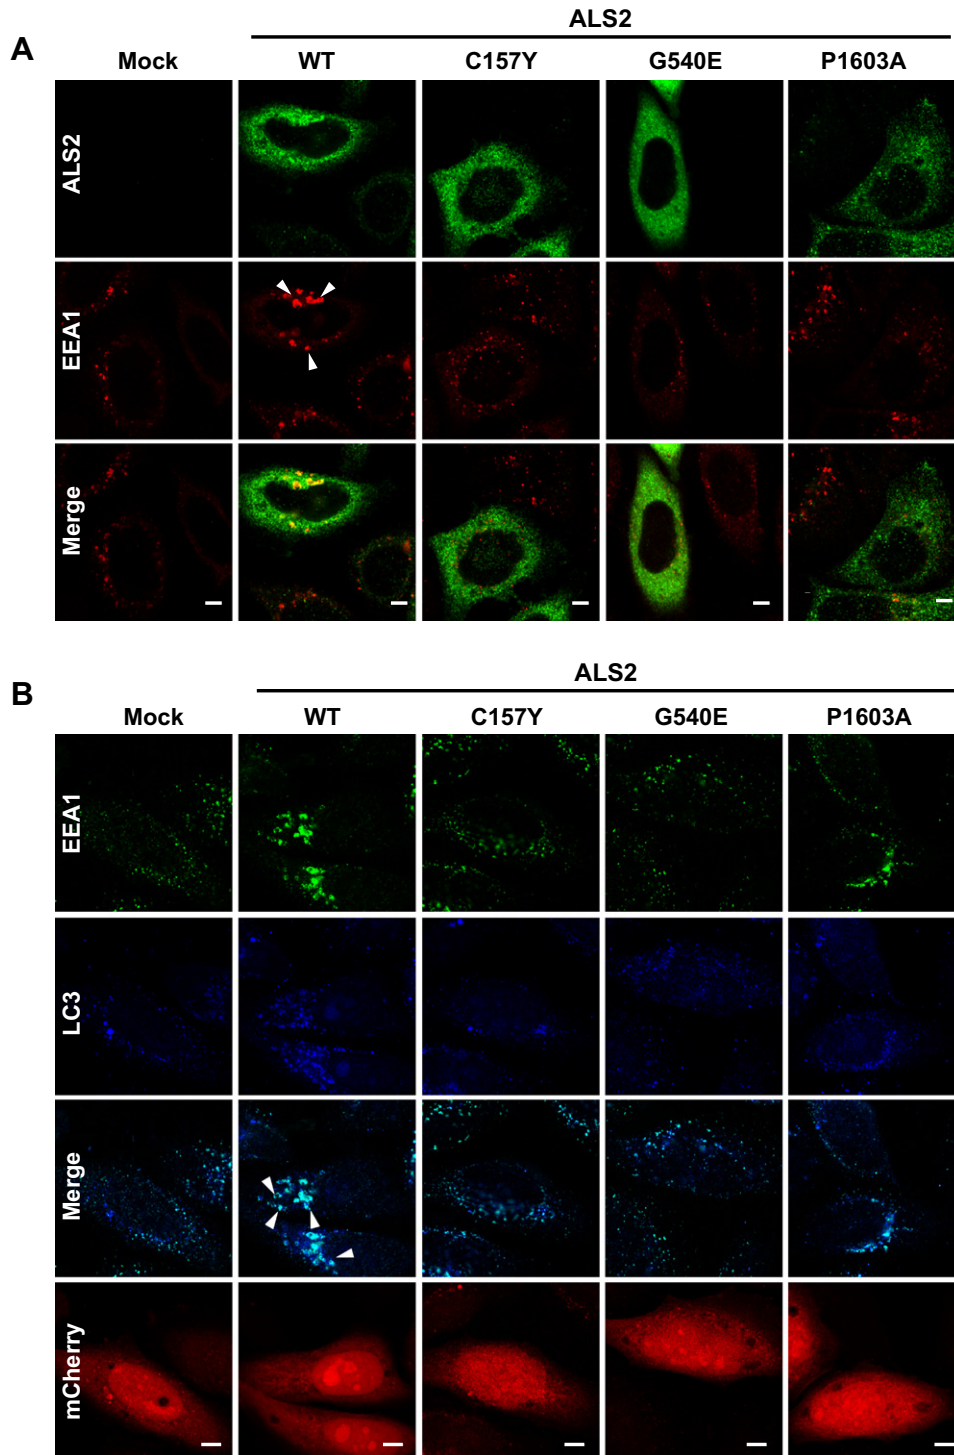 ALS2
A
Mock WT C157Y G540E P1603A
ALS2
EEA1
Merge
ALS2
B
Mock WT C157Y G540E P1603A
EEA1
LC3
Merge
mCherry